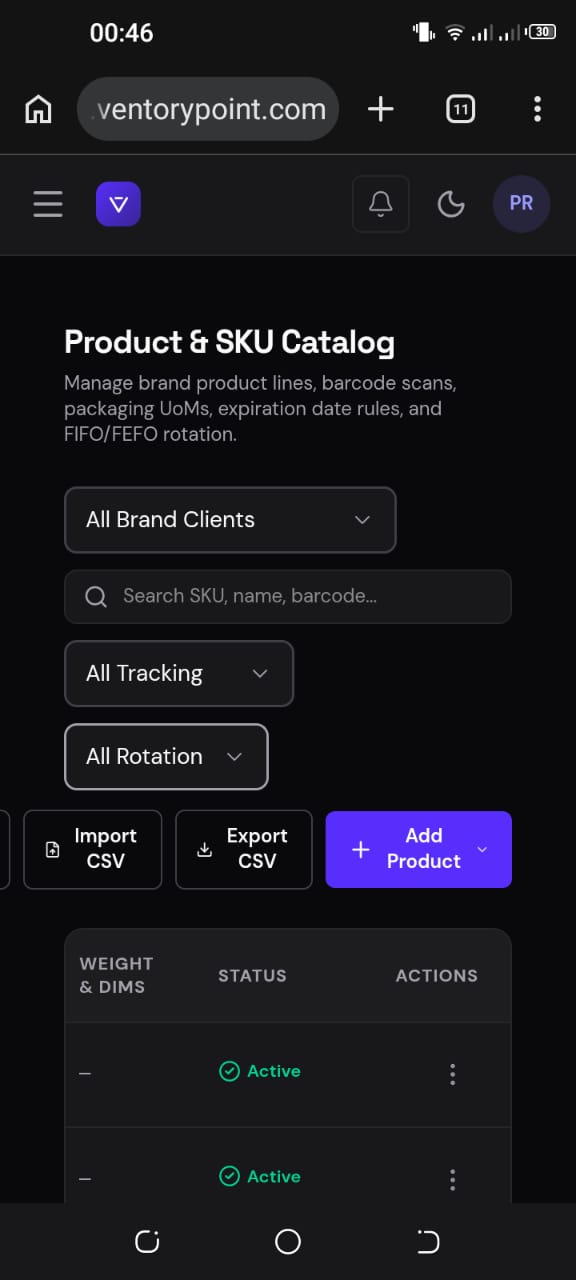 00:46
30
.ventorypoint.com
11
PR
Product & SKU Catalog
Manage brand product lines, barcode scans,
packaging UoMs, expiration date rules, and
FIFO/FEFO rotation.
All Brand Clients
Search SKU, name, barcode...
All Tracking
All Rotation
Import
CSV
Export
CSV
Add
Product
WEIGHT
& DIMS
STATUS
ACTIONS
–
Active
–
Active